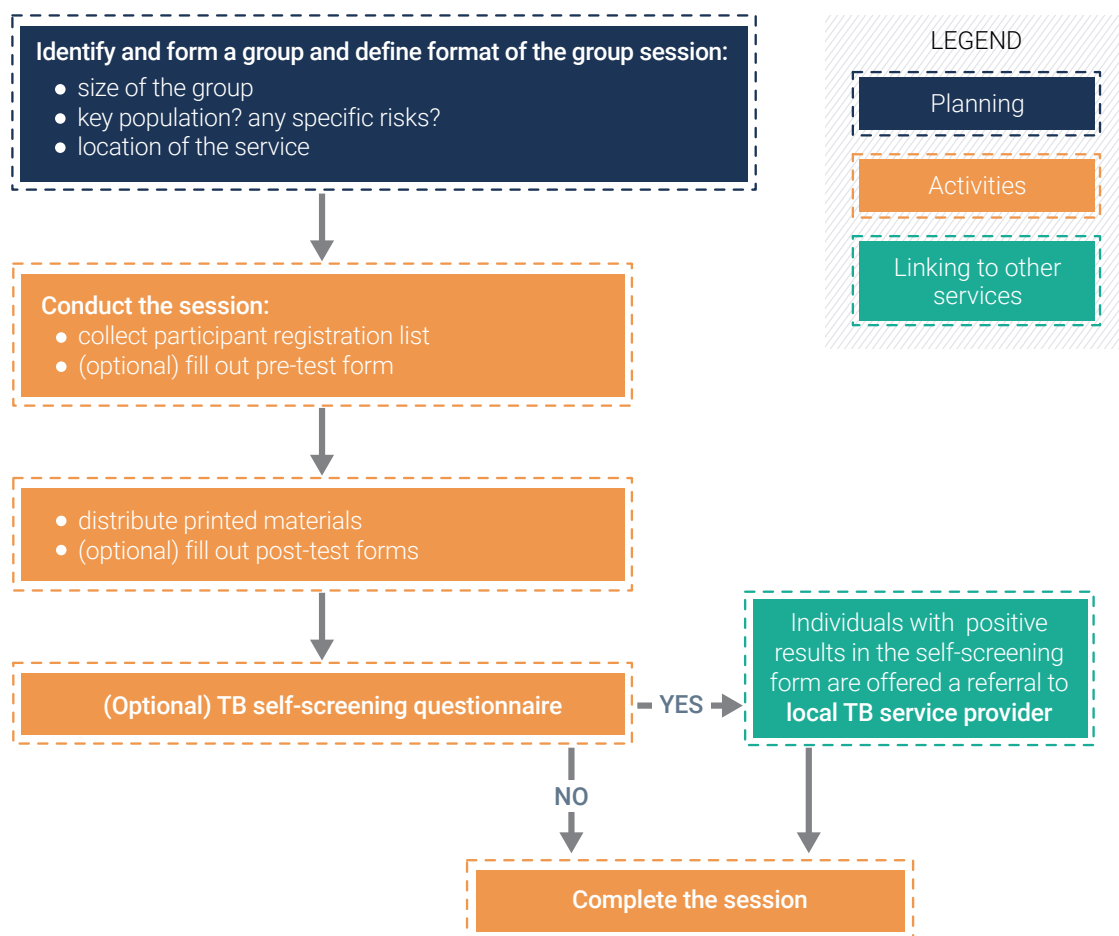 Identify and form a group and define format of the group session:
• size of the group
• key population? any specific risks?
• location of the service
LEGEND
Planning
Activities
Linking to other
services
Conduct the session:
• collect participant registration list
• (optional) fill out pre-test form
• distribute printed materials
• (optional) fill out post-test forms
(Optional) TB self-screening questionnaire
YES
Individuals with positive
results in the self-screening
form are offered a referral to
local TB service provider
NO
Complete the session